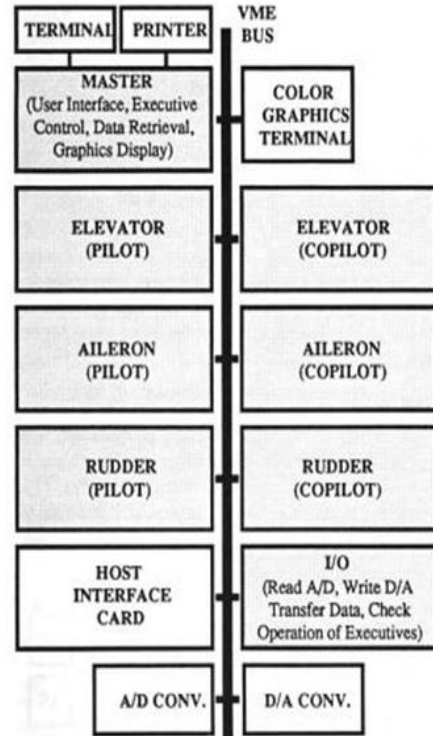 TERMINAL
PRINTER
VME
BUS
MASTER
(User Interface, Executive
Control, Data Retrieval,
Graphics Display)
COLOR
GRAPHICS
TERMINAL
ELEVATOR
(PILOT)
ELEVATOR
(COPILOT)
AILERON
(PILOT)
AILERON
(COPILOT)
RUDDER
(PILOT)
RUDDER
(COPILOT)
HOST
INTERFACE
CARD
I/O
(Read A/D, Write D/A
Transfer Data, Check
Operation of Executives)
A/D CONV.
D/A CONV.